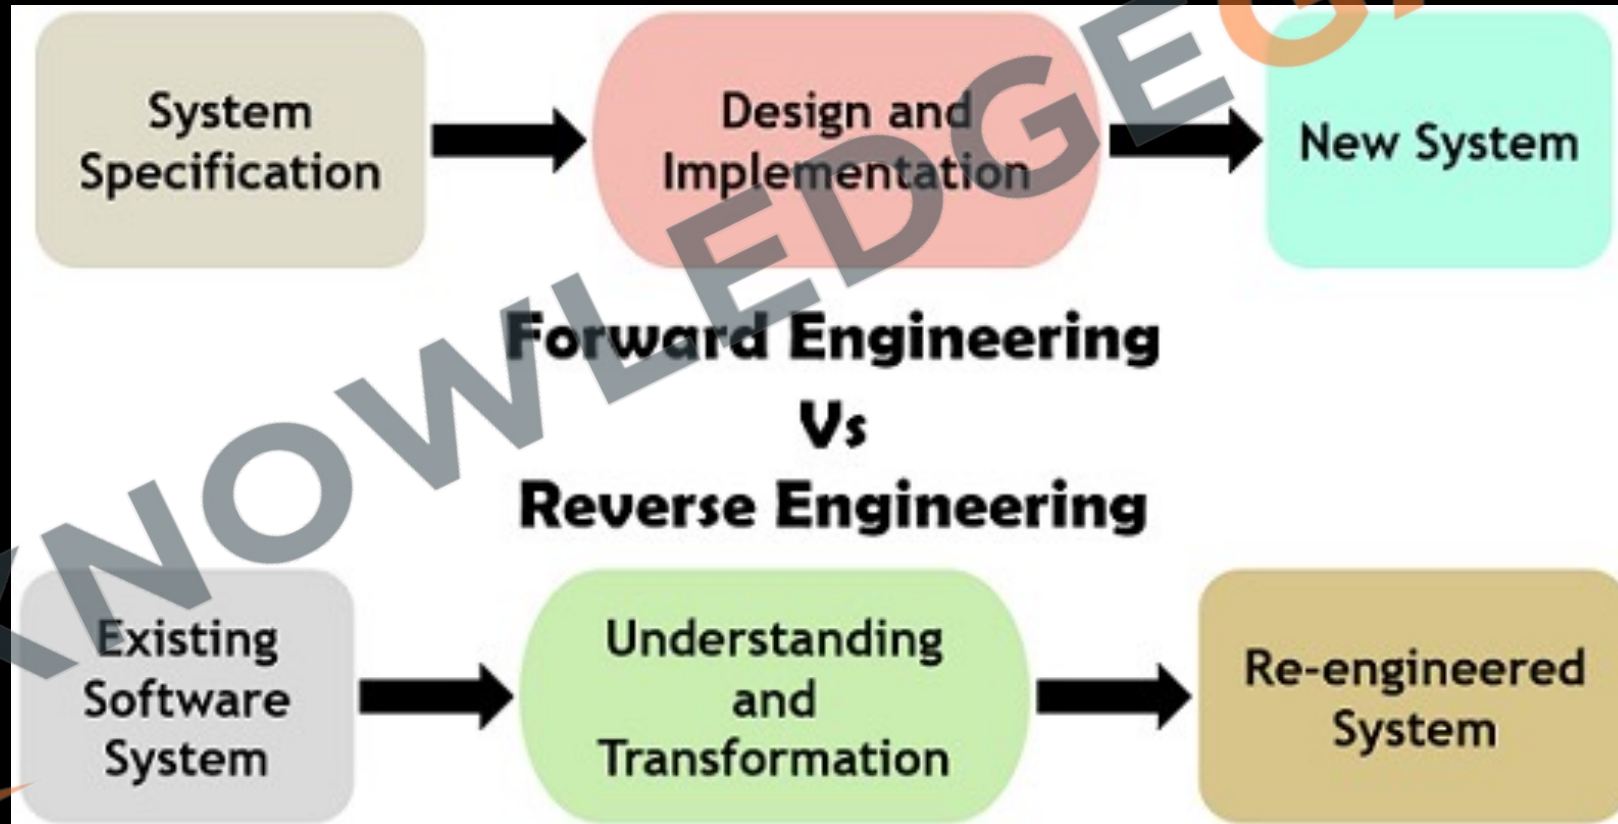 System
Specification
Design and
Implementation
New System
Forward Engineering
Vs
Reverse Engineering
Existing
Software
System
Understanding
and
Transformation
Re-engineered
System
KNOWLEDGE